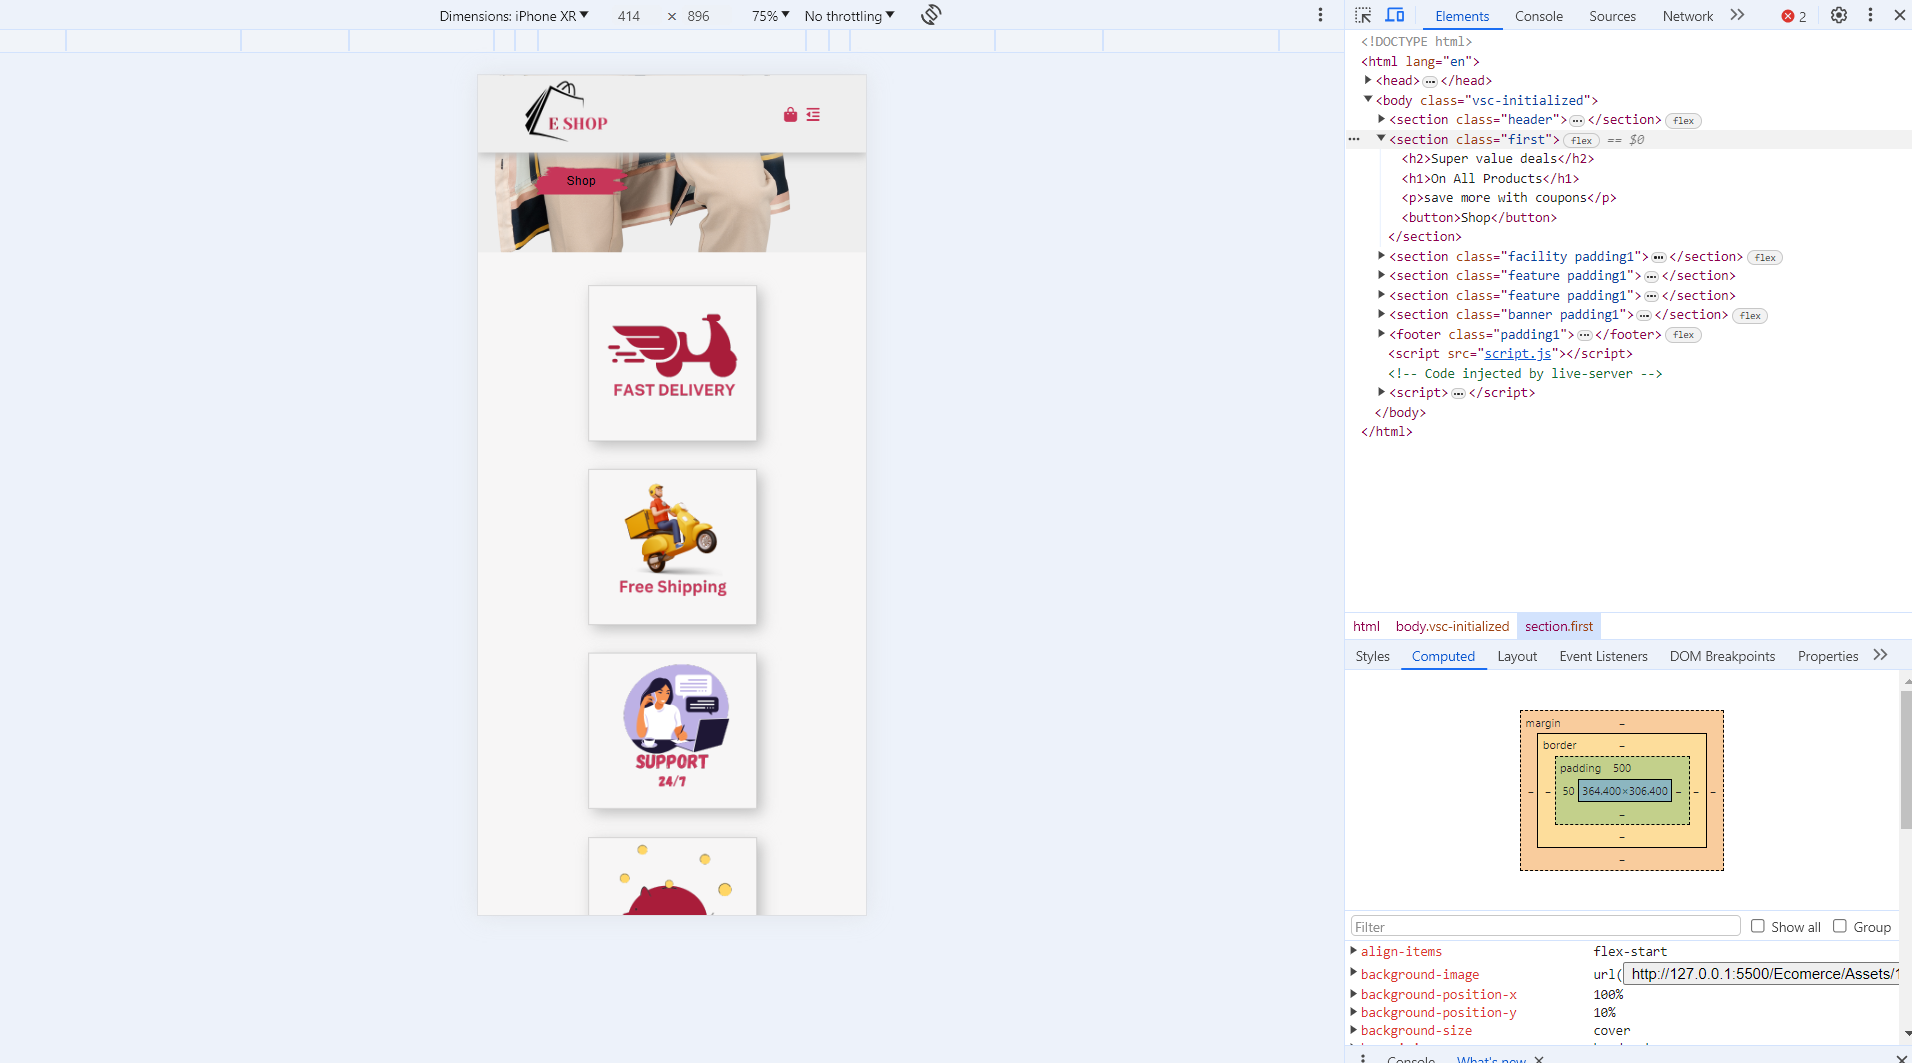 Dimensions: iPhone XR 414 × 896 75% No throttling
Elements Console Sources Network 2
E SHOP
Shop
FAST DELIVERY
Free Shipping
SUPPORT
24/7
<!DOCTYPE html>
<html lang="en">
<head> ⋯ </head>
<body class="vsc-initialized">
<section class="header"> ⋯ </section> flex
<section class="first"> flex == $0
<h2>Super value deals</h2>
<h1>On All Products</h1>
<p>save more with coupons</p>
<button>Shop</button>
</section>
<section class="facility padding1"> ⋯ </section> flex
<section class="feature padding1"> ⋯ </section>
<section class="feature padding1"> ⋯ </section>
<section class="banner padding1"> ⋯ </section> flex
<footer class="padding1"> ⋯ </footer> flex
<script src="script.js"></script>
<!-- Code injected by live-server -->
<script> ⋯ </script>
</body>
</html>
html body.vsc-initialized section.first
Styles Computed Layout Event Listeners DOM Breakpoints Properties
margin –
border –
padding 500
– – 50 364.400×306.400 – – –
–
–
–
Filter Show all Group
align-items flex-start
background-image url( http://127.0.0.1:5500/Ecomerce/Assets/1
background-position-x 100%
background-position-y 10%
background-size cover
Console What's new